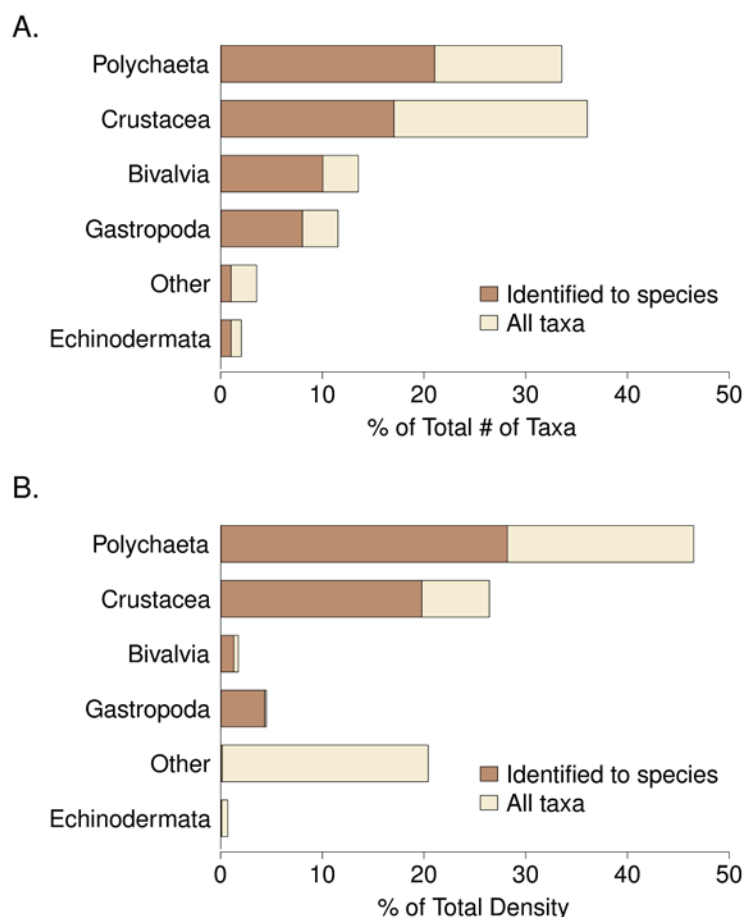 A.
Polychaeta
Crustacea
Bivalvia
Gastropoda
Other
Echinodermata
Identified to species
All taxa
0 10 20 30 40 50
% of Total # of Taxa
B.
Polychaeta
Crustacea
Bivalvia
Gastropoda
Other
Echinodermata
Identified to species
All taxa
0 10 20 30 40 50
% of Total Density